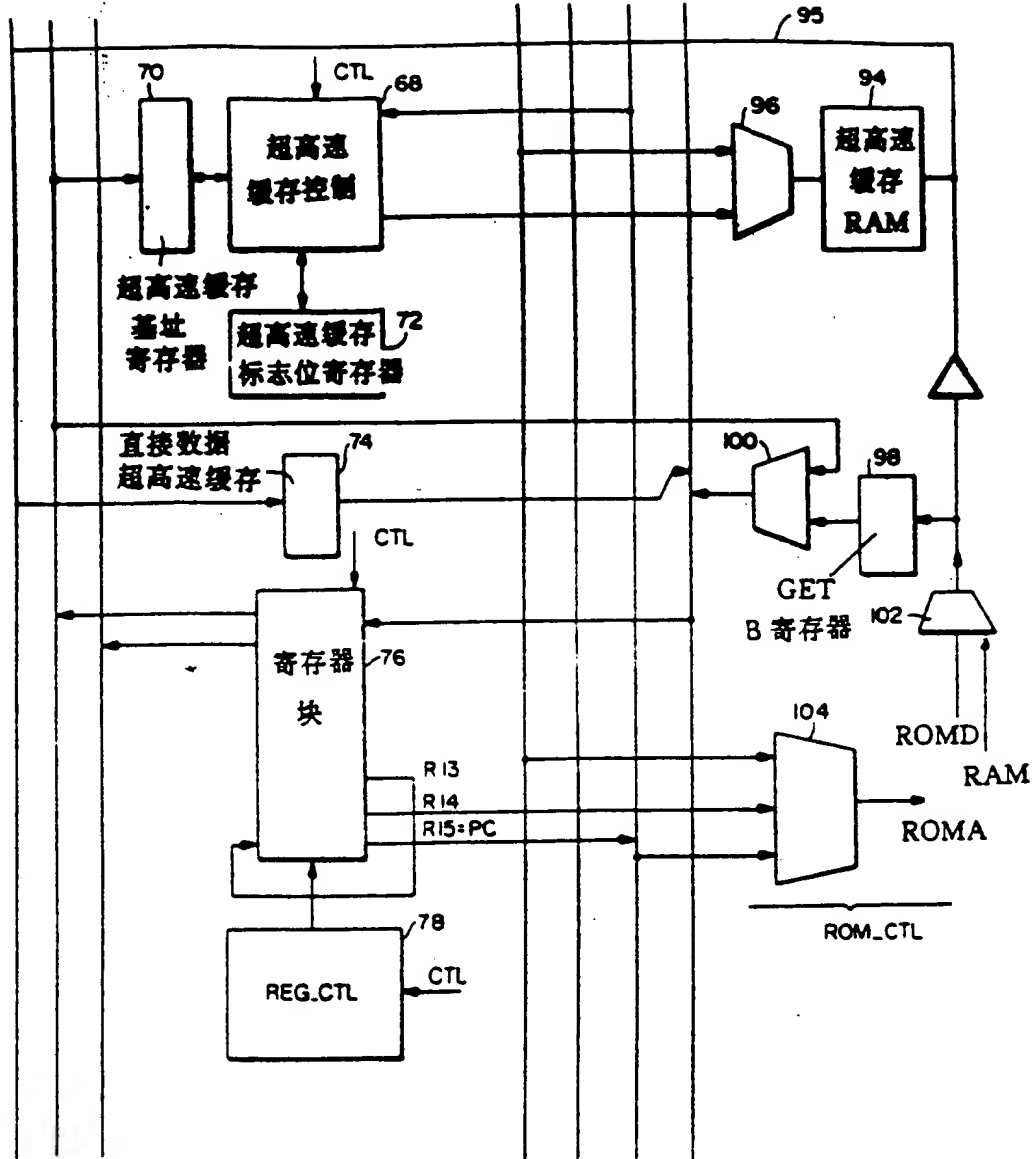 95
70
CTL
68
超高速
缓存控制
96
94
超高速
缓存
RAM
超高速缓存
基址
寄存器
超高速缓存
标志位寄存器
72
直接数据
超高速缓存
74
100
98
CTL
GET
B 寄存器
102
寄存器
块
76
104
ROMD
RAM
R13
R14
R15=PC
ROMA
ROM_CTL
78
REG_CTL
CTL